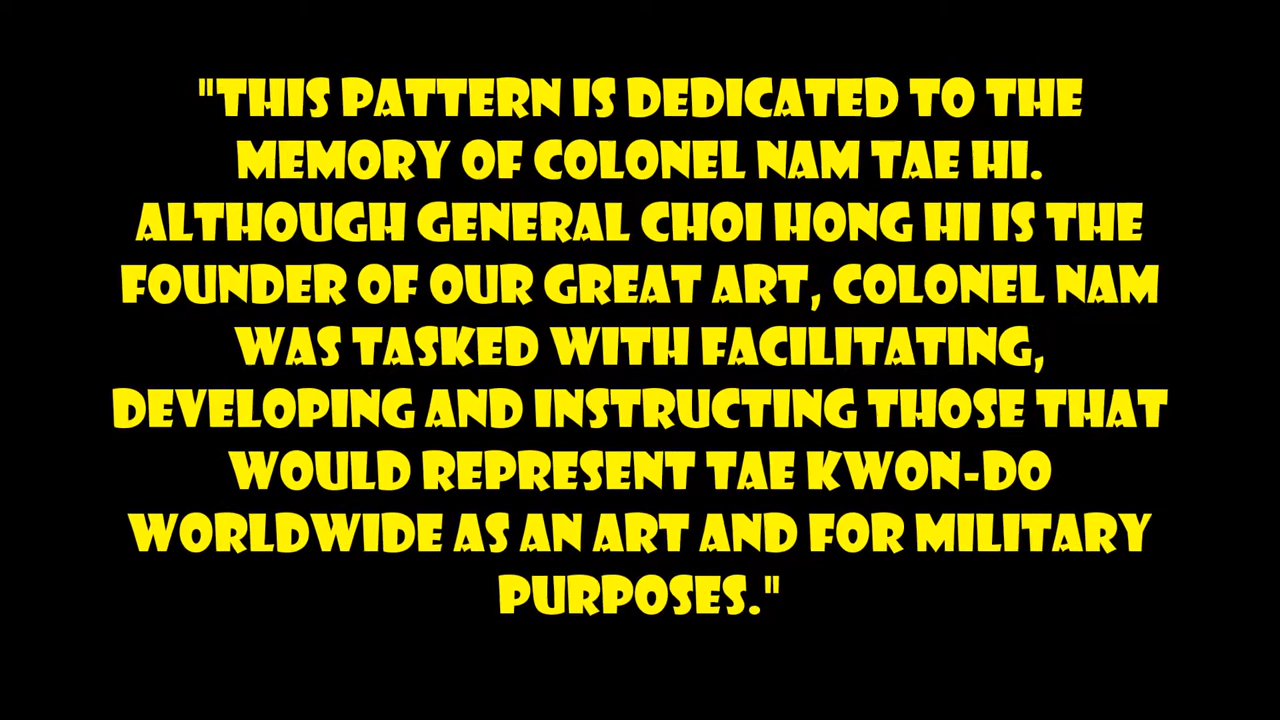 "THIS PATTERN IS DEDICATED TO THE
MEMORY OF COLONEL NAM TAE HI.
ALTHOUGH GENERAL CHOI HONG HI IS THE
FOUNDER OF OUR GREAT ART, COLONEL NAM
WAS TASKED WITH FACILITATING,
DEVELOPING AND INSTRUCTING THOSE THAT
WOULD REPRESENT TAE KWON-DO
WORLDWIDE AS AN ART AND FOR MILITARY
PURPOSES."